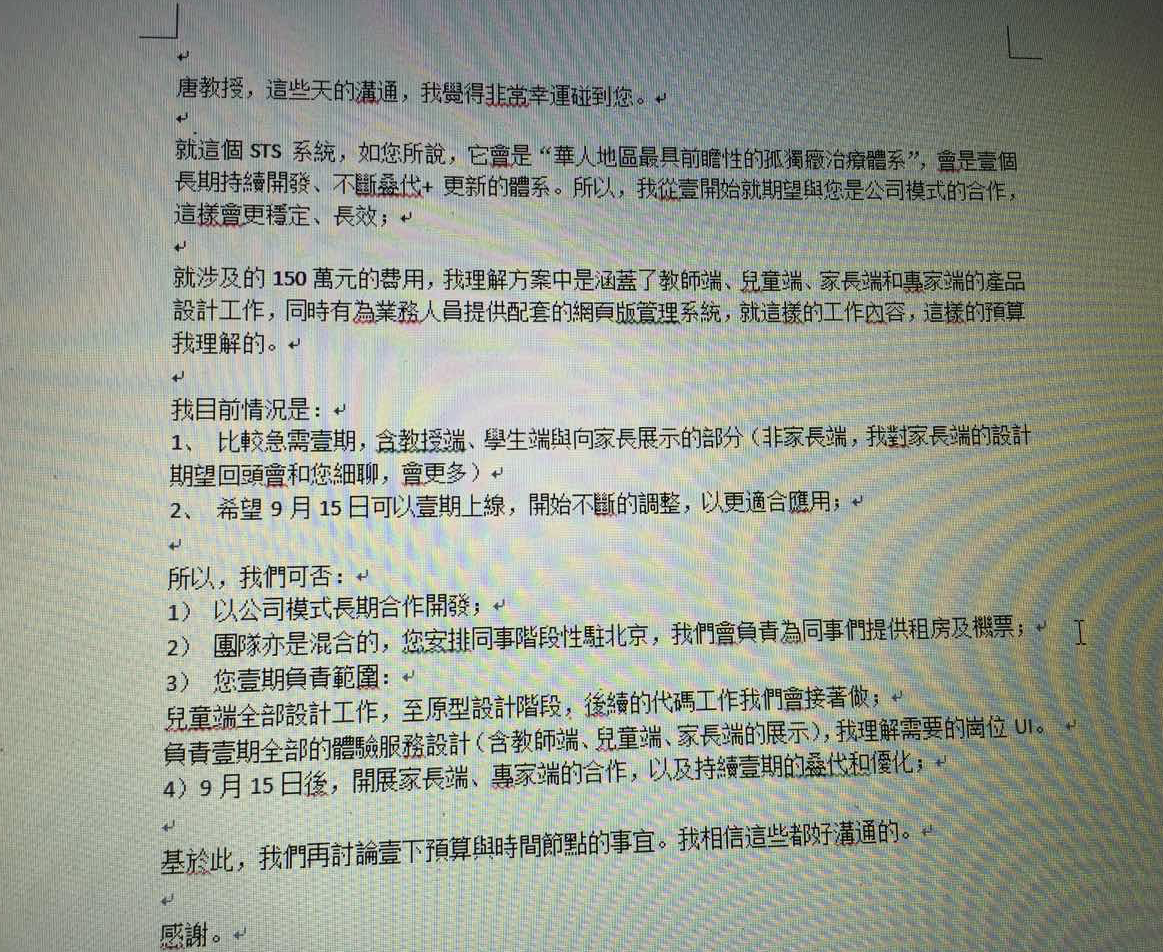 唐教授，這些天的溝通，我覺得非常幸運碰到您。
就這個 STS 系統，如您所說，它會是“華人地區最具前瞻性的孤獨癥治療體系”，會是壹個
長期持續開發、不斷叠代+ 更新的體系。所以，我從壹開始就期望與您是公司模式的合作，
這樣會更穩定、長效；
就涉及的 150 萬元的費用，我理解方案中是涵蓋了教師端、兒童端、家長端和專家端的產品
設計工作，同時有為業務人員提供配套的網頁版管理系統，就這樣的工作內容，這樣的預算
我理解的。
我目前情況是：
1、 比較急需壹期，含教授端、學生端與向家長展示的部分（非家長端，我對家長端的設計
期望回頭會和您細聊，會更多）
2、 希望 9 月 15 日可以壹期上線，開始不斷的調整，以更適合應用；
所以，我們可否：
1） 以公司模式長期合作開發；
2） 團隊亦是混合的，您安排同事階段性駐北京，我們會負責為同事們提供租房及機票；
3） 您壹期負責範圍：
兒童端全部設計工作，至原型設計階段，後續的代碼工作我們會接著做；
負責壹期全部的體驗服務設計（含教師端、兒童端、家長端的展示），我理解需要的崗位 UI。
4）9 月 15 日後，開展家長端、專家端的合作，以及持續壹期的叠代和優化；
基於此，我們再討論壹下預算與時間節點的事宜。我相信這些都好溝通的。
感謝。